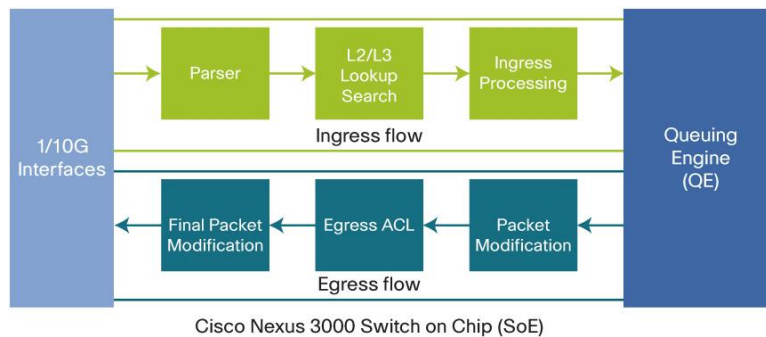 1/10G
Interfaces
Parser
L2/L3
Lookup
Search
Ingress
Processing
Ingress flow
Queuing
Engine
(QE)
Final Packet
Modification
Egress ACL
Packet
Modification
Egress flow
Cisco Nexus 3000 Switch on Chip (SoE)